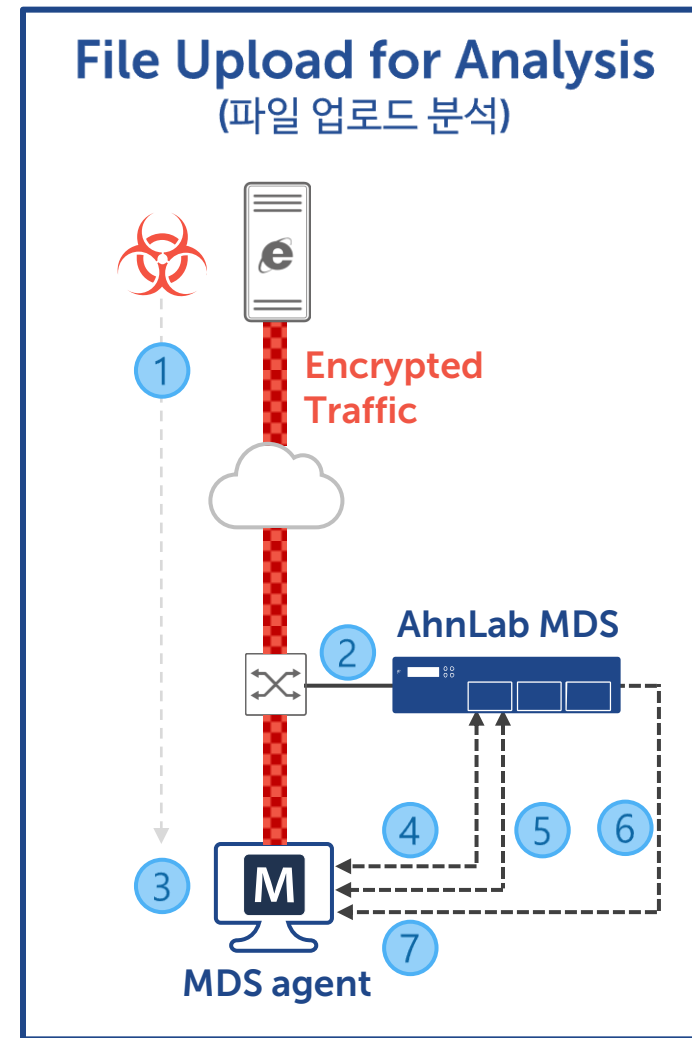 File Upload for Analysis
(파일 업로드 분석)
e
1
Encrypted
Traffic
AhnLab MDS
2
4
5
6
3
M
7
MDS agent